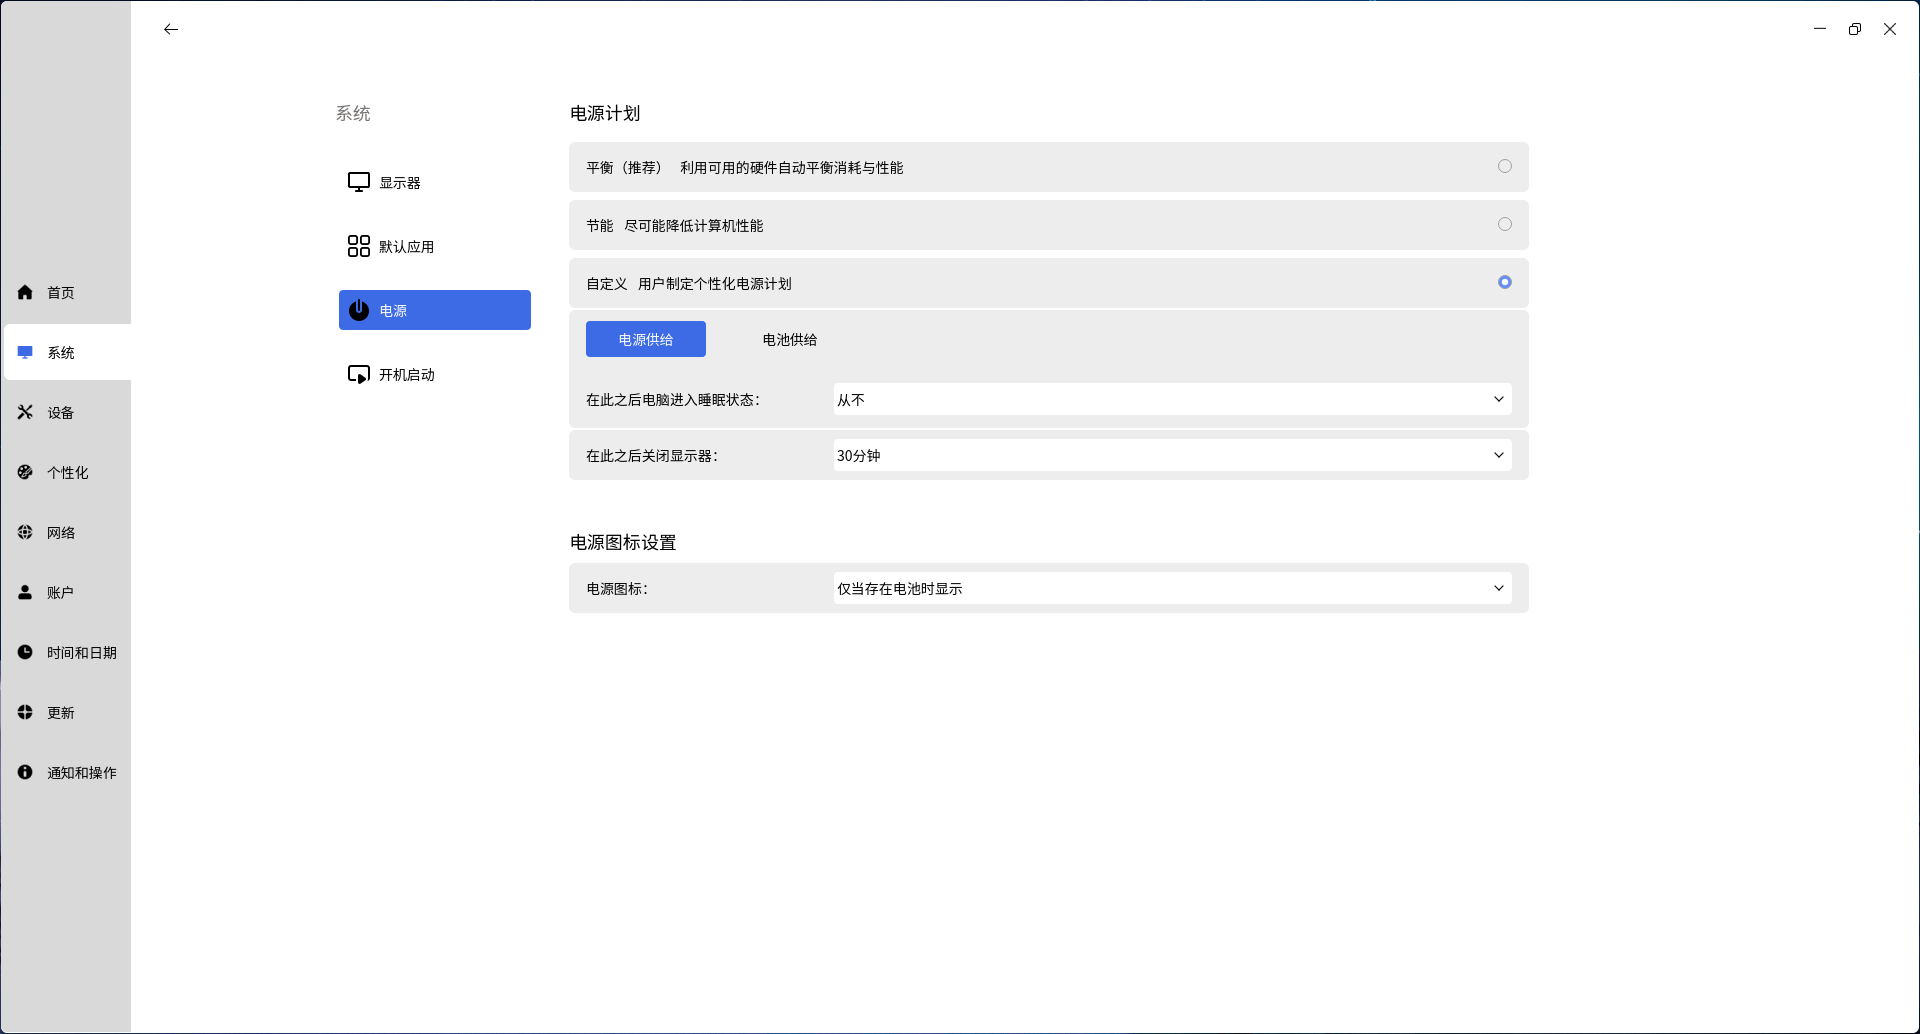 首页
系统
设备
个性化
网络
账户
时间和日期
更新
通知和操作
系统
显示器
默认应用
电源
开机启动
电源计划
平衡（推荐） 利用可用的硬件自动平衡消耗与性能
节能 尽可能降低计算机性能
自定义 用户制定个性化电源计划
电源供给 电池供给
在此之后电脑进入睡眠状态： 从不
在此之后关闭显示器： 30分钟
电源图标设置
电源图标： 仅当存在电池时显示